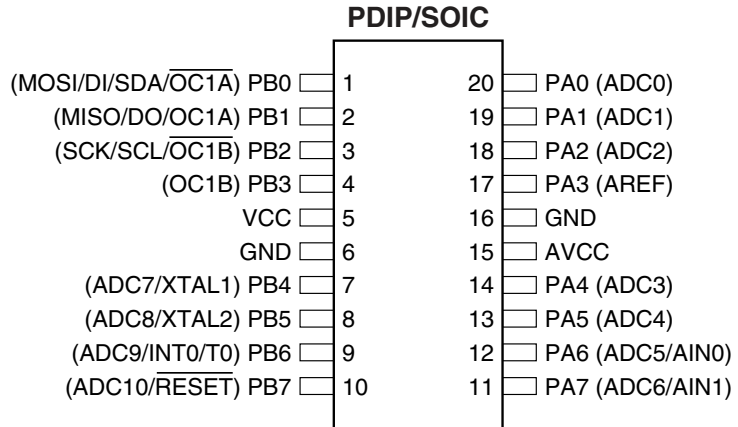 PDIP/SOIC
(MOSI/DI/SDA/O̅C̅1̅A̅) PB0 1 20 PA0 (ADC0)
(MISO/DO/OC1A) PB1 2 19 PA1 (ADC1)
(SCK/SCL/O̅C̅1̅B̅) PB2 3 18 PA2 (ADC2)
(OC1B) PB3 4 17 PA3 (AREF)
VCC 5 16 GND
GND 6 15 AVCC
(ADC7/XTAL1) PB4 7 14 PA4 (ADC3)
(ADC8/XTAL2) PB5 8 13 PA5 (ADC4)
(ADC9/INT0/T0) PB6 9 12 PA6 (ADC5/AIN0)
(ADC10/R̅E̅S̅E̅T̅) PB7 10 11 PA7 (ADC6/AIN1)